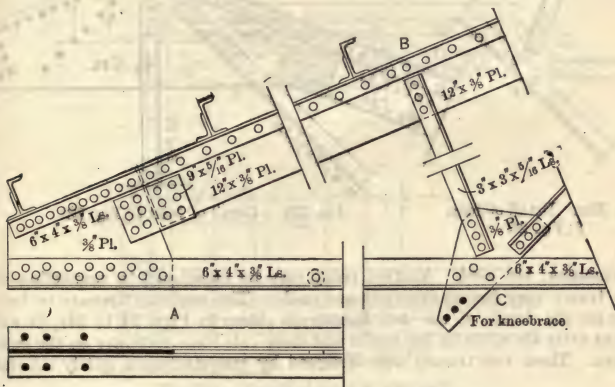 B
12"x ⅜" Pl.
9"x 5/16" Pl.
12"x ⅜" Pl.
6"x 4"x ⅜" Ls.
⅜" Pl.
3"x 3"x 5/16" Ls.
⅜" Pl.
6"x 4"x ⅜" Ls.
6"x 4"x ⅜" Ls.
C
For kneebrace
A